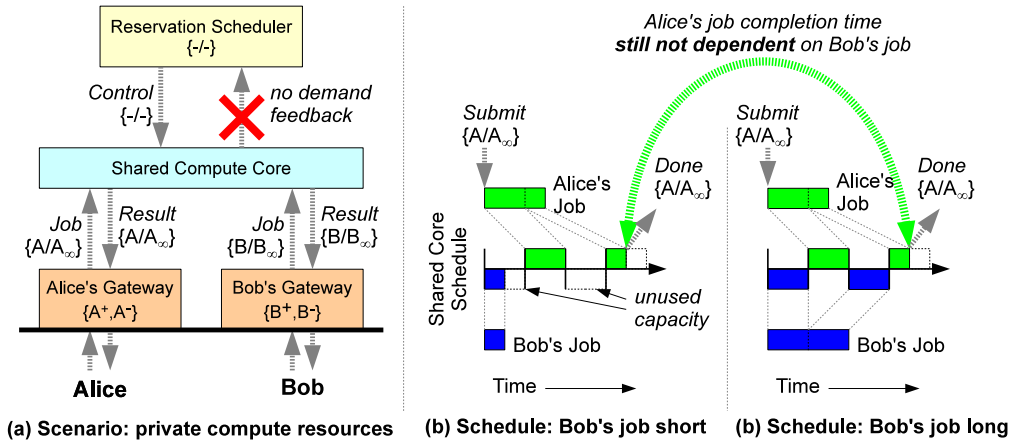 Reservation Scheduler
{-/-}
Control
{-/-}
no demand
feedback
Shared Compute Core
Job
{A/A∞}
Result
{A/A∞}
Job
{B/B∞}
Result
{B/B∞}
Alice's Gateway
{A+,A-}
Bob's Gateway
{B+,B-}
Alice
Bob
(a) Scenario: private compute resources
Alice's job completion time
still not dependent on Bob's job
Submit
{A/A∞}
Done
{A/A∞}
Alice's
Job
Shared Core
Schedule
unused
capacity
Bob's Job
Time
(b) Schedule: Bob's job short
Submit
{A/A∞}
Done
{A/A∞}
Alice's
Job
Bob's Job
Time
(b) Schedule: Bob's job long